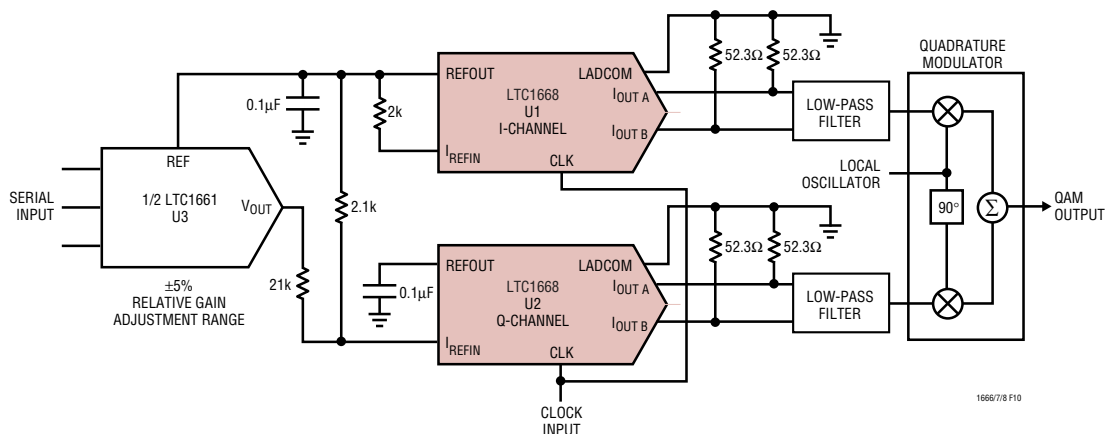 REF
1/2 LTC1661
U3
V_OUT
SERIAL
INPUT
±5%
RELATIVE GAIN
ADJUSTMENT RANGE
0.1µF
2k
2.1k
21k
REFOUT
LADCOM
LTC1668
U1
I-CHANNEL
I_OUT A
I_OUT B
I_REFIN
CLK
52.3Ω
52.3Ω
LOW-PASS
FILTER
REFOUT
LADCOM
LTC1668
U2
Q-CHANNEL
I_OUT A
I_OUT B
I_REFIN
CLK
0.1µF
52.3Ω
52.3Ω
LOW-PASS
FILTER
CLOCK
INPUT
QUADRATURE
MODULATOR
LOCAL
OSCILLATOR
90°
Σ
QAM
OUTPUT
1666/7/8 F10